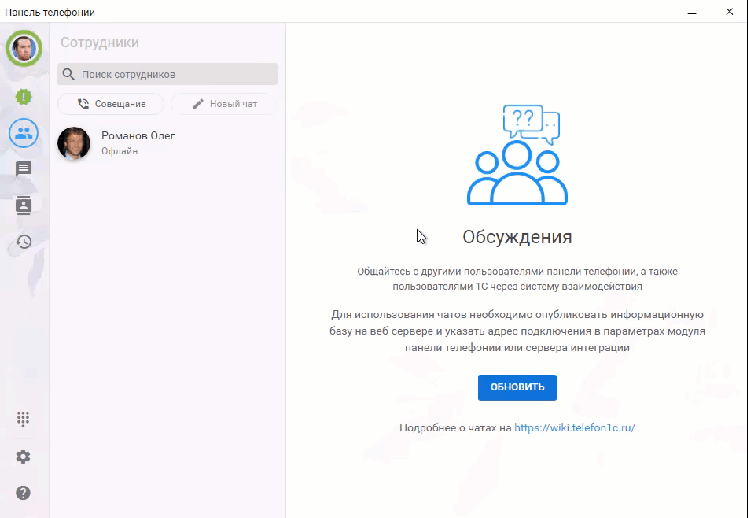 Панель телефонии
Сотрудники
Поиск сотрудников
Совещание
Новый чат
Романов Олег
Офлайн
??
Обсуждения
Общайтесь с другими пользователями панели телефонии, а также
пользователями 1С через систему взаимодействия
Для использования чатов необходимо опубликовать информационную
базу на веб сервере и указать адрес подключения в параметрах модуля
панели телефонии или сервера интеграции
ОБНОВИТЬ
Подробнее о чатах на https://wiki.telefon1c.ru/